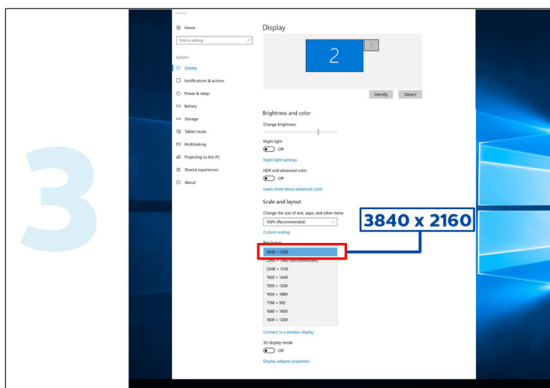 3
Home
Display
Find a setting
System
Display
Notifications & actions
Power & sleep
Battery
Storage
Tablet mode
Multitasking
Projecting to this PC
Shared experiences
About
2
1
Identify
Detect
Brightness and color
Change brightness
Night light
Off
Night light settings
HDR and advanced color
Off
Learn more about advanced color
Scale and layout
Change the size of text, apps, and other items
100% (Recommended)
Custom scaling
3840 x 2160
Resolution
3840 × 2160
2048 × 1536
1920 × 1440
1920 × 1200
1920 × 1080
1680 × 1050
1600 × 1200
Connect to a wireless display
3D display mode
Off
Display adapter properties